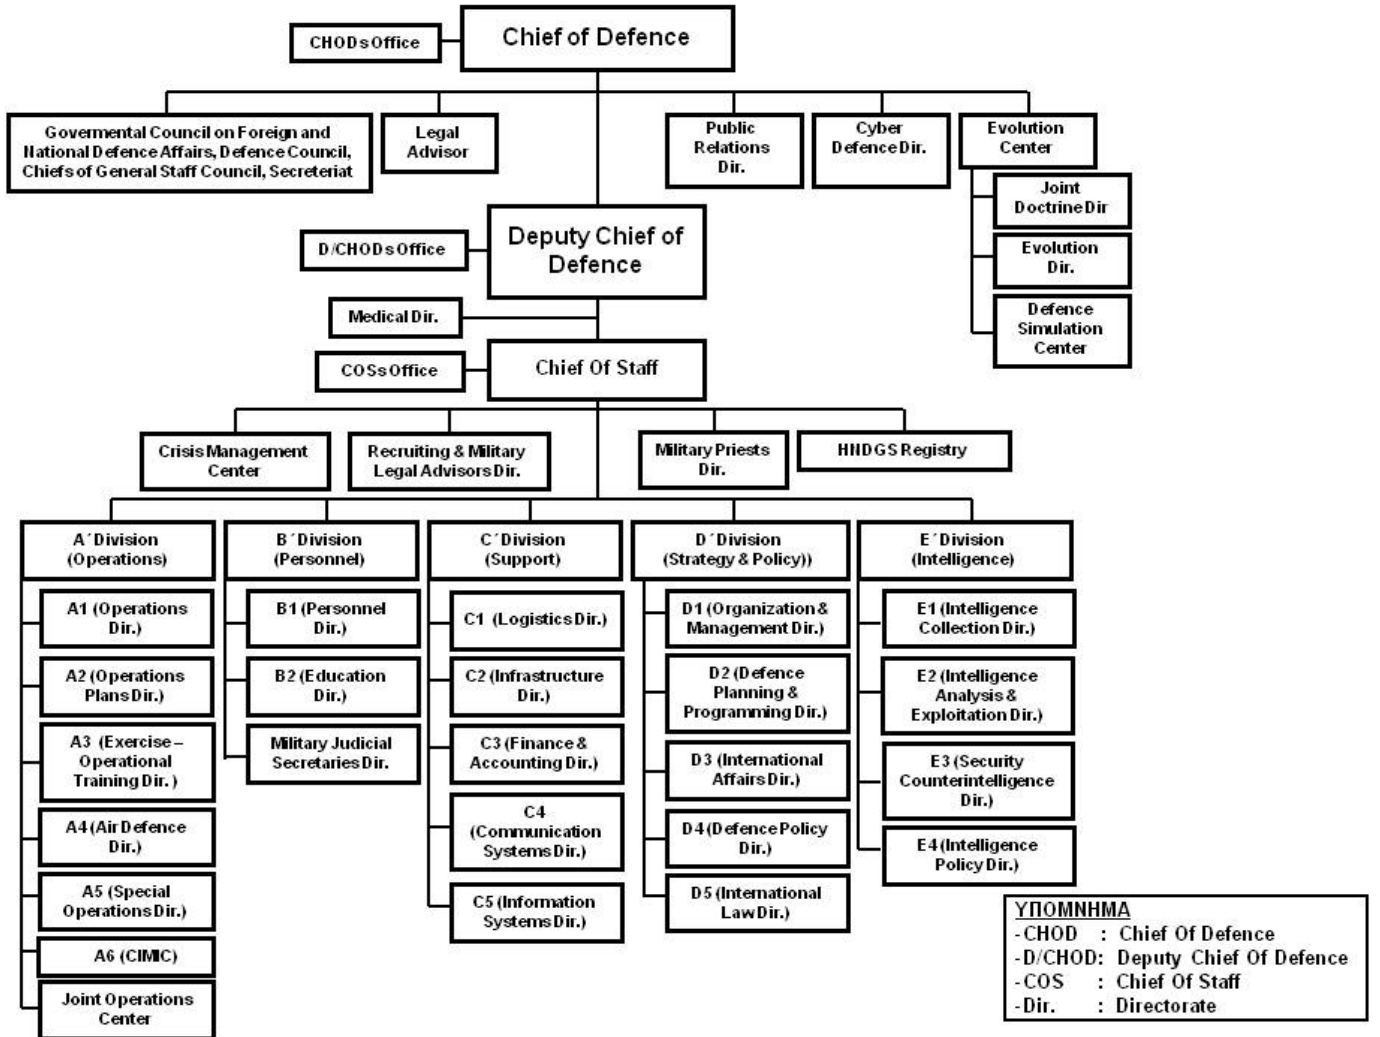 Chief of Defence
CHODs Office
Govermental Council on Foreign and
National Defence Affairs, Defence Council,
Chiefs of General Staff Council, Secreteriat
Legal
Advisor
Public
Relations
Dir.
Cyber
Defence Dir.
Evolution
Center
Joint
Doctrine Dir
Evolution
Dir.
Defence
Simulation
Center
Deputy Chief of
Defence
D/CHODs Office
Medical Dir.
Chief Of Staff
COSs Office
Crisis Management
Center
Recruiting & Military
Legal Advisors Dir.
Military Priests
Dir.
HNDGS Registry
A´Division
(Operations)
A1 (Operations
Dir.)
A2 (Operations
Plans Dir.)
A3 (Exercise –
Operational
Training Dir. )
A4 (Air Defence
Dir.)
A5 (Special
Operations Dir.)
A6 (CIMIC)
Joint Operations
Center
B´Division
(Personnel)
B1 (Personnel
Dir.)
B2 (Education
Dir.)
Military Judicial
Secretaries Dir.
C´Division
(Support)
C1 (Logistics Dir.)
C2 (Infrastructure
Dir.)
C3 (Finance &
Accounting Dir.)
C4
(Communication
Systems Dir.)
C5 (Information
Systems Dir.)
D´Division
(Strategy & Policy))
D1 (Organization &
Management Dir.)
D2 (Defence
Planning &
Programming Dir.)
D3 (International
Affairs Dir.)
D4 (Defence Policy
Dir.)
D5 (International
Law Dir.)
E´Division
(Intelligence)
E1 (Intelligence
Collection Dir.)
E2 (Intelligence
Analysis &
Exploitation Dir.)
E3 (Security
Counterintelligence
Dir.)
E4 (Intelligence
Policy Dir.)
ΥΠΟΜΝΗΜΑ
-CHOD : Chief Of Defence
-D/CHOD: Deputy Chief Of Defence
-COS : Chief Of Staff
-Dir. : Directorate